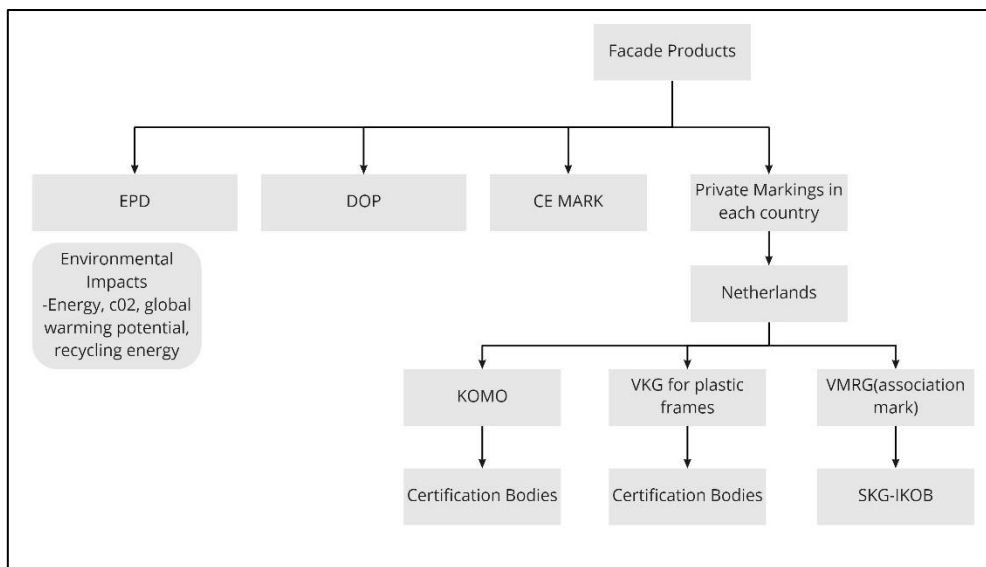 Facade Products
EPD
DOP
CE MARK
Private Markings in
each country
Environmental
Impacts
-Energy, c02, global
warming potential,
recycling energy
Netherlands
KOMO
VKG for plastic
frames
VMRG(association
mark)
Certification Bodies
Certification Bodies
SKG-IKOB